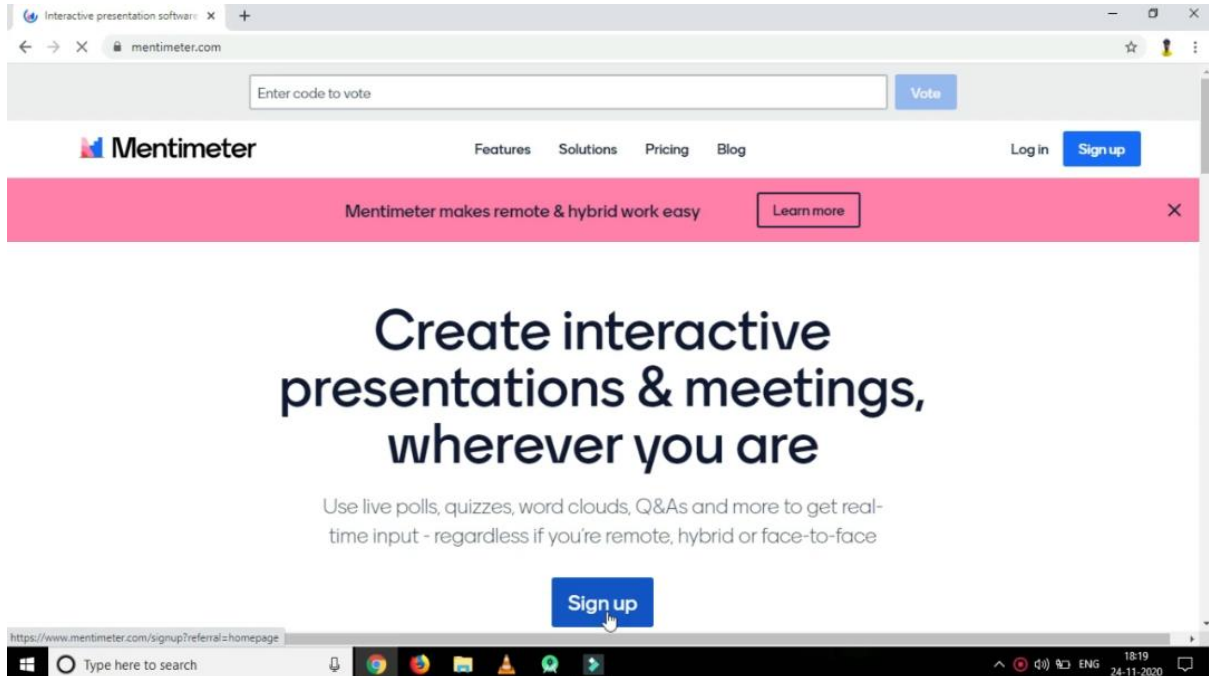 Interactive presentation software
mentimeter.com
Enter code to vote
Vote
Mentimeter
Features Solutions Pricing Blog
Log in Sign up
Mentimeter makes remote & hybrid work easy
Learn more
Create interactive
presentations & meetings,
wherever you are
Use live polls, quizzes, word clouds, Q&As and more to get real-
time input - regardless if you're remote, hybrid or face-to-face
Sign up
https://www.mentimeter.com/signup?referral=homepage
Type here to search
ENG
18:19
24-11-2020